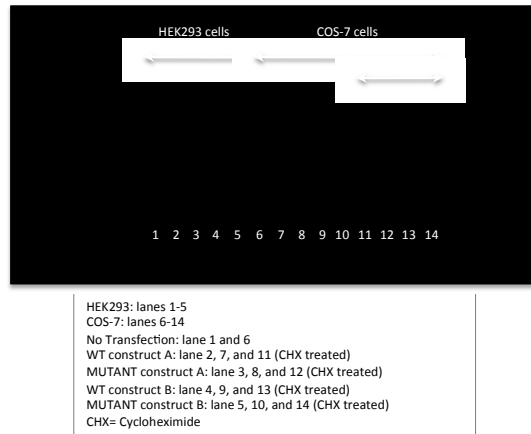 HEK293 cells COS-7 cells
1 2 3 4 5 6 7 8 9 10 11 12 13 14
HEK293: lanes 1-5
COS-7: lanes 6-14
No Transfection: lane 1 and 6
WT construct A: lane 2, 7, and 11 (CHX treated)
MUTANT construct A: lane 3, 8, and 12 (CHX treated)
WT construct B: lane 4, 9, and 13 (CHX treated)
MUTANT construct B: lane 5, 10, and 14 (CHX treated)
CHX= Cycloheximide